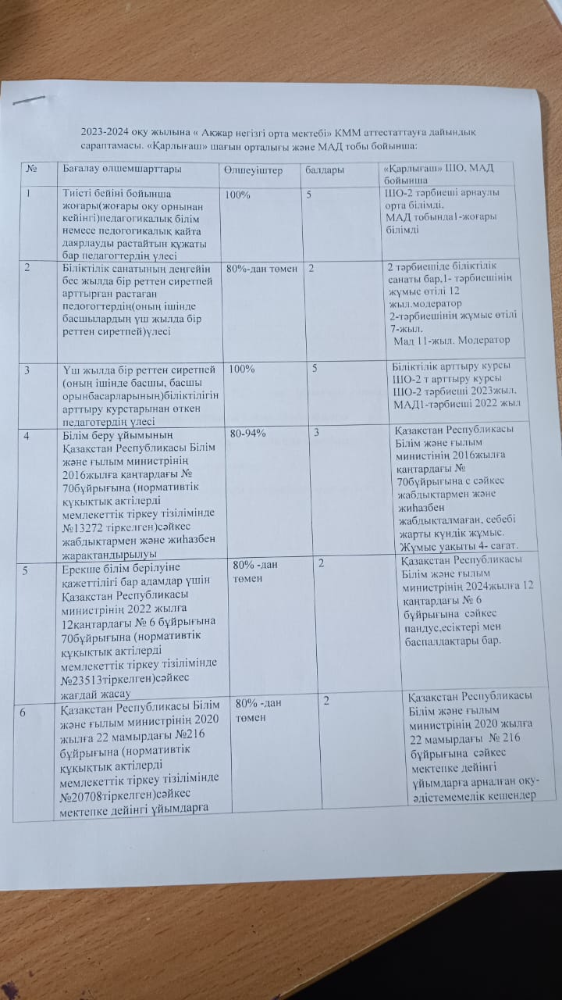 2023-2024 оқу жылына « Ақжар негізгі орта мектебі» КММ аттестаттауға дайындық
сараптамасы. «Қарлығаш» шағын орталығы және МАД тобы бойынша:
№
Бағалау өлшемшарттары
Өлшеуіштер
балдары
«Қарлығаш» ШО, МАД
бойынша
1
Тиісті бейіні бойынша
жоғары(жоғары оқу орнынан
кейінгі)педагогикалық білім
немесе педогогикалық қайта
даярлауды растайтын құжаты
бар педагогтердің үлесі
100%
5
ШО-2 тәрбиеші арнаулы
орта білімді.
МАД тобында1-жоғары
білімді
2
Біліктілік санатының деңгейін
бес жылда бір реттен сиретпей
арттырған растаған
педогогтердің(оның ішінде
басшылардың үш жылда бір
реттен сиретпей)үлесі
80%-дан төмен
2
2 тәрбиешіде біліктілік
санаты бар,1- тәрбиешінің
жұмыс өтілі 12
жыл.модератор
2-тәрбиешінің жұмыс өтілі
7-жыл.
Мад 11-жыл. Модератор
3
Үш жылда бір реттен сиретпей
(оның ішінде басшы, басшы
орынбасарларының)біліктілігін
арттыру курстарынан өткен
педагогтердің үлесі
100%
5
Біліктілік арттыру курсы
ШО-2 т арттыру курсы
ШО-2 тәрбиеші 2023жыл.
МАД1-тәрбиеші 2022 жыл
4
Білім беру ұйымының
Қазақстан Республикасы Білім
және ғылым министрінің
2016жылға қаңтардағы №
70бұйрығына (нормативтік
құқықтық актілерді
мемлекеттік тіркеу тізілімінде
№13272 тіркелген)сәйкес
жабдықтармен және жиһазбен
жарақтандырылуы
80-94%
3
Қазақстан Республикасы
Білім және ғылым
министінің 2016жылға
қаңтардағы №
70бұйрығына с сәйкес
жабдықтармен және
жиһазбен
жабдықталмаған, себебі
жарты күндік жұмыс.
Жұмыс уақыты 4- сағат.
5
Ерекше білім берілуіне
қажеттілігі бар адамдар үшін
Қазақстан Республикасы
министрінің 2022 жылға
12қаңтардағы № 6 бұйрығына
70бұйрығына (нормативтік
құқықтық актілерді
мемлекеттік тіркеу тізілімінде
№23513тіркелген)сәйкес
жағдай жасау
80% -дан
төмен
2
Қазақстан Республикасы
Білім және ғылым
министрінің 2024жылға 12
қаңтардағы № 6
бұйрығына сәйкес
пандус,есіктері мен
баспалдақтары бар.
6
Қазақстан Республикасы Білім
және ғылым министрінің 2020
жылға 22 мамырдағы №216
бұйрығына (нормативтік
құқықтық актілерді
мемлекеттік тіркеу тізілімінде
№20708тіркелген)сәйкес
мектепке дейінгі ұйымдарға
80% -дан
төмен
2
Қазақстан Республикасы
Білім және ғылым
министрінің 2020 жылға
22 мамырдағы № 216
бұйрығына сәйкес
мектепке дейінгі
ұйымдарға арналған оқу-
әдістемемелік кешендер